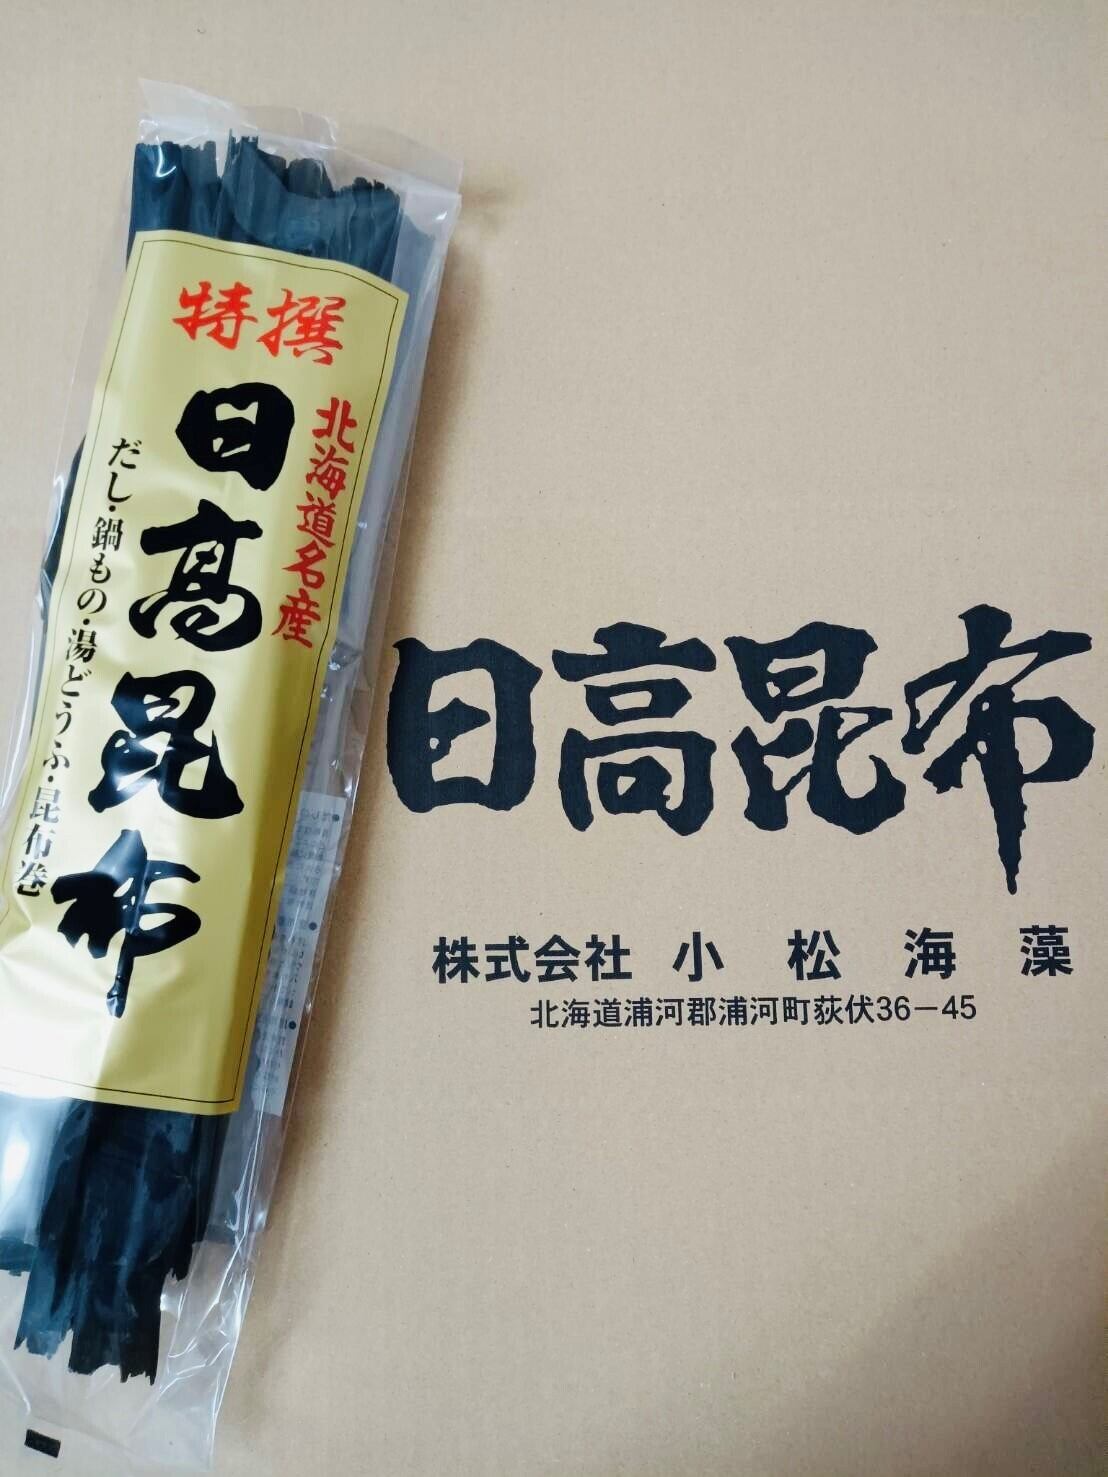 特撰
北海道名産
日高昆布
だし・鍋もの・湯どうふ・昆布巻
日高昆布
株式会社 小松海藻
北海道浦河郡浦河町荻伏36-45